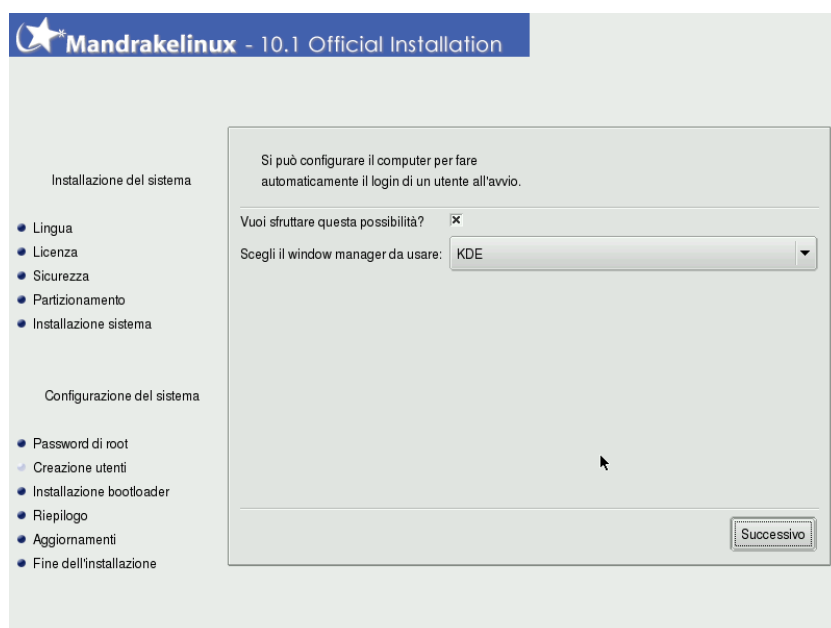 Mandrakelinux - 10.1 Official Installation
Installazione del sistema
Lingua
Licenza
Sicurezza
Partizionamento
Installazione sistema
Configurazione del sistema
Password di root
Creazione utenti
Installazione bootloader
Riepilogo
Aggiornamenti
Fine dell'installazione
Si può configurare il computer per fare
automaticamente il login di un utente all'avvio.
Vuoi sfruttare questa possibilità?
Scegli il window manager da usare: KDE
Successivo